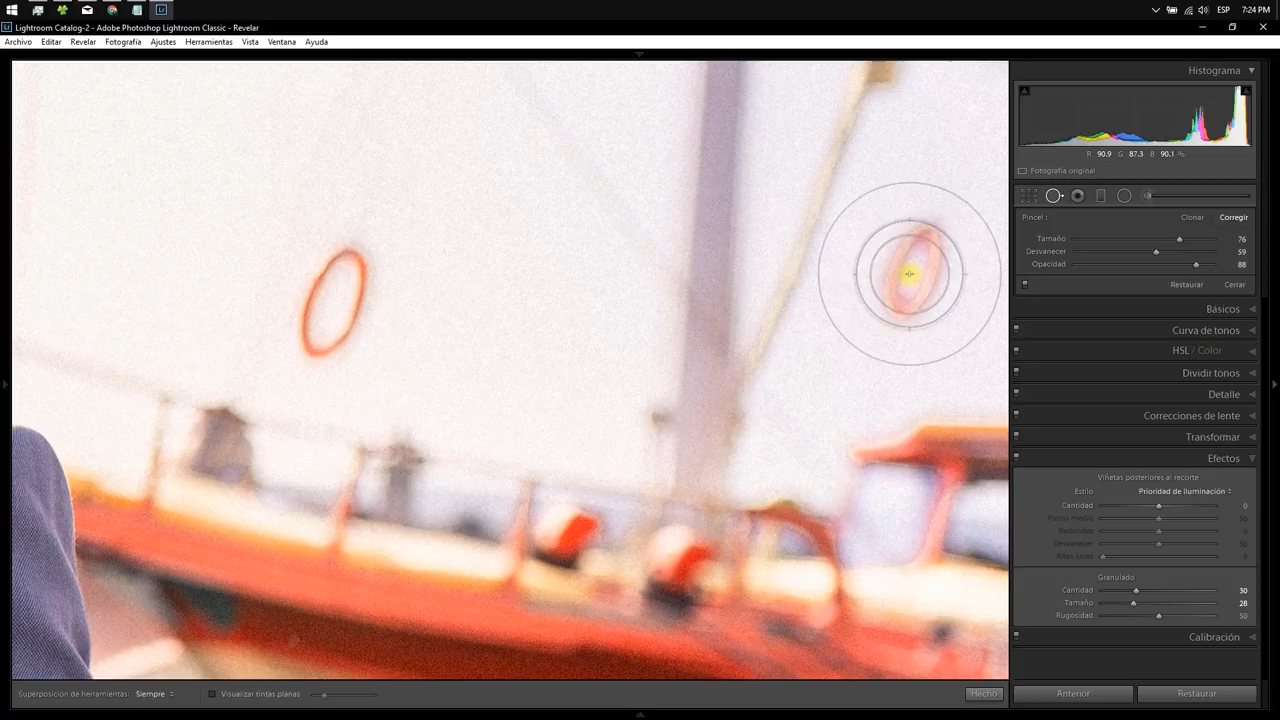 ESP 7:24 PM
Lightroom Catalog-2 - Adobe Photoshop Lightroom Classic - Revelar
Archivo Editar Revelar Fotografía Ajustes Herramientas Vista Ventana Ayuda
Histograma
R 90.9 G 87.3 B 90.1 %
Fotografía original
Pincel : Clonar Corregir
Tamaño 76
Desvanecer 59
Opacidad 88
Restaurar Cerrar
Básicos
Curva de tonos
HSL / Color
Dividir tonos
Detalle
Correcciones de lente
Transformar
Efectos
Viñetas posteriores al recorte
Estilo Prioridad de iluminación
Cantidad 0
Punto medio 50
Redondez 0
Desvanecer 50
Altas luces 0
Granulado
Cantidad 30
Tamaño 28
Rugosidad 50
Calibración
Superposición de herramientas: Siempre Visualizar tintas planas Hecho
Anterior Restaurar